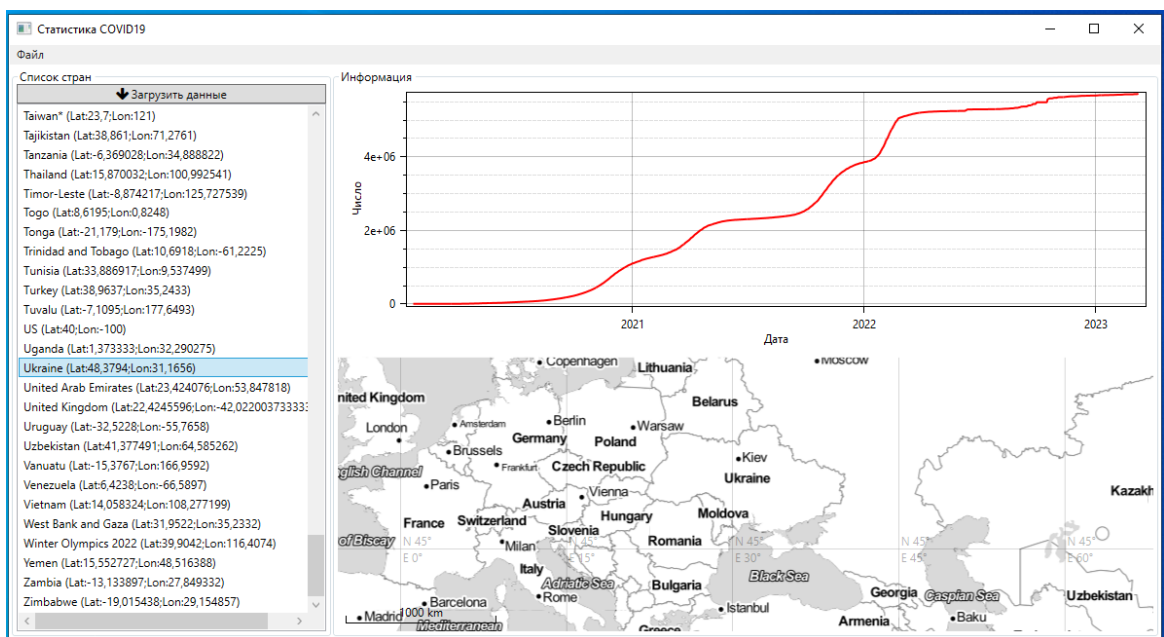 Статистика COVID19
Файл
Список стран
Загрузить данные
Taiwan* (Lat:23,7;Lon:121)
Tajikistan (Lat:38,861;Lon:71,2761)
Tanzania (Lat:-6,369028;Lon:34,888822)
Thailand (Lat:15,870032;Lon:100,992541)
Timor-Leste (Lat:-8,874217;Lon:125,727539)
Togo (Lat:8,6195;Lon:0,8248)
Tonga (Lat:-21,179;Lon:-175,1982)
Trinidad and Tobago (Lat:10,6918;Lon:-61,2225)
Tunisia (Lat:33,886917;Lon:9,537499)
Turkey (Lat:38,9637;Lon:35,2433)
Tuvalu (Lat:-7,1095;Lon:177,6493)
US (Lat:40;Lon:-100)
Uganda (Lat:1,373333;Lon:32,290275)
Ukraine (Lat:48,3794;Lon:31,1656)
United Arab Emirates (Lat:23,424076;Lon:53,847818)
United Kingdom (Lat:22,4245596;Lon:-42,02200373333
Uruguay (Lat:-32,5228;Lon:-55,7658)
Uzbekistan (Lat:41,377491;Lon:64,585262)
Vanuatu (Lat:-15,3767;Lon:166,9592)
Venezuela (Lat:6,4238;Lon:-66,5897)
Vietnam (Lat:14,058324;Lon:108,277199)
West Bank and Gaza (Lat:31,9522;Lon:35,2332)
Winter Olympics 2022 (Lat:39,9042;Lon:116,4074)
Yemen (Lat:15,552727;Lon:48,516388)
Zambia (Lat:-13,133897;Lon:27,849332)
Zimbabwe (Lat:-19,015438;Lon:29,154857)
Информация
Число
4e+06
2e+06
0
2021 2022 2023
Дата
Copenhagen Lithuania Moscow
nited Kingdom Belarus
London Amsterdam Berlin Warsaw
Germany Poland
Brussels Kiev
English Channel Frankfurt Czech Republic Ukraine
Paris Vienna Kazakh
Austria Moldova
France Switzerland Hungary
Slovenia
of Biscay N 45° Milan N 45° Romania N 45° N 45° N 45°
E 0° E 15° E 30° E 45° E 60°
Italy Black Sea
Adriatic Sea Bulgaria Georgia Caspian Sea Uzbekistan
Barcelona Rome Istanbul
Madrid 1000 km Armenia Baku
Mediterranean Greece